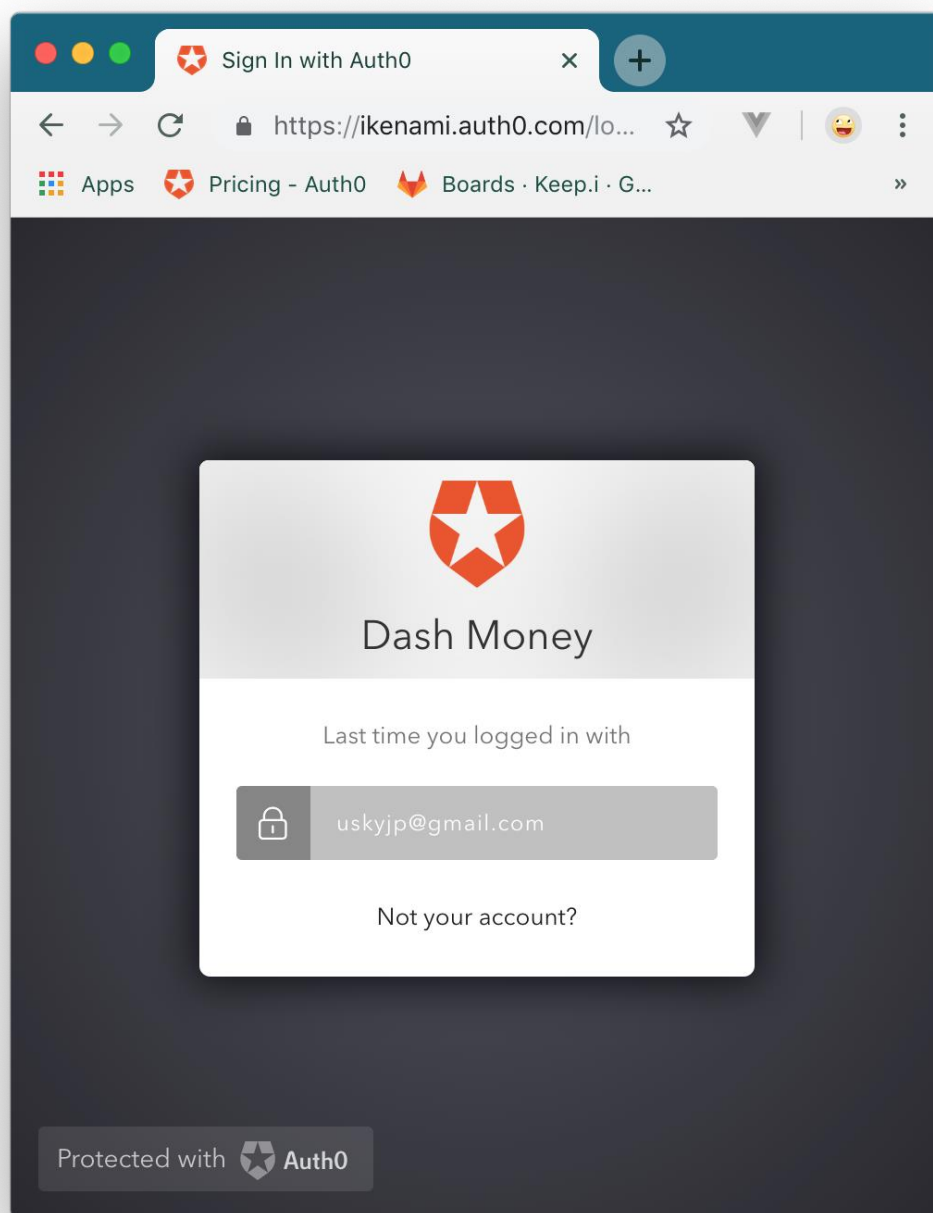 Sign In with Auth0
https://ikenami.auth0.com/lo...
Apps Pricing - Auth0 Boards · Keep.i · G...
Dash Money
Last time you logged in with
uskyjp@gmail.com
Not your account?
Protected with Auth0